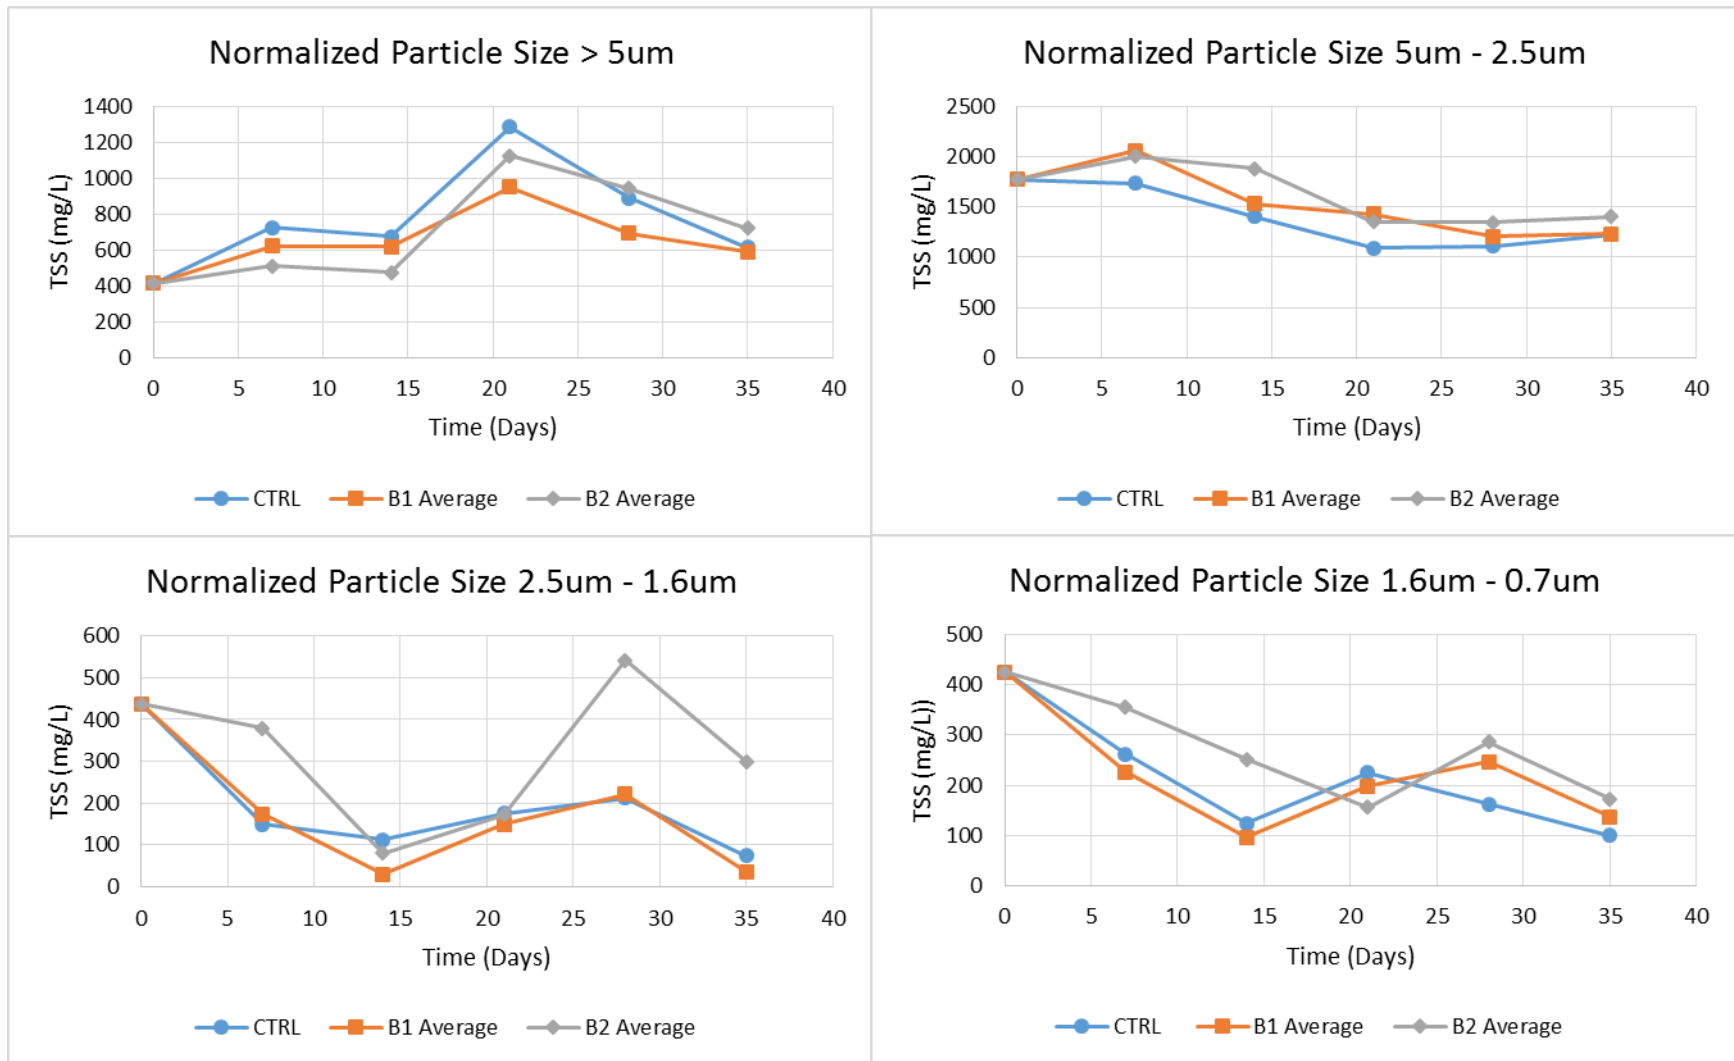 Normalized Particle Size > 5um
1400
1200
1000
800
600
400
200
0
TSS (mg/L)
0 5 10 15 20 25 30 35 40
Time (Days)
CTRL B1 Average B2 Average
Normalized Particle Size 5um - 2.5um
2500
2000
1500
1000
500
0
TSS (mg/L)
0 5 10 15 20 25 30 35 40
Time (Days)
CTRL B1 Average B2 Average
Normalized Particle Size 2.5um - 1.6um
600
500
400
300
200
100
0
TSS (mg/L)
0 5 10 15 20 25 30 35 40
Time (Days)
CTRL B1 Average B2 Average
Normalized Particle Size 1.6um - 0.7um
500
400
300
200
100
0
TSS (mg/L))
0 5 10 15 20 25 30 35 40
Time (Days)
CTRL B1 Average B2 Average